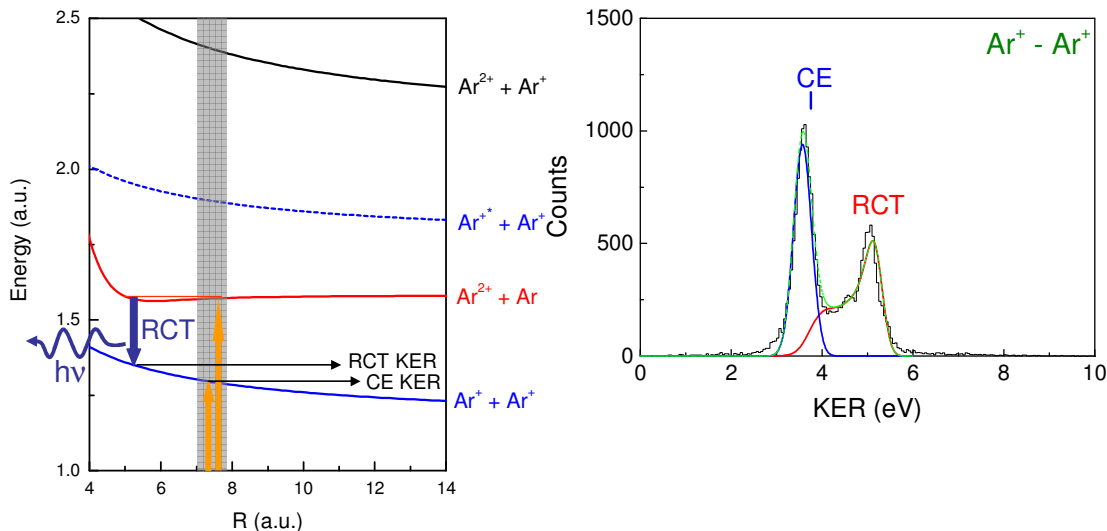 2.5
2.0
1.5
1.0
Energy (a.u.)
4 6 8 10 12 14
R (a.u.)
Ar²⁺ + Ar⁺
Ar⁺* + Ar⁺
Ar²⁺ + Ar
Ar⁺ + Ar⁺
RCT
hν
RCT KER
CE KER
1500
1000
500
0
Counts
0 2 4 6 8 10
KER (eV)
Ar⁺ - Ar⁺
CE
RCT